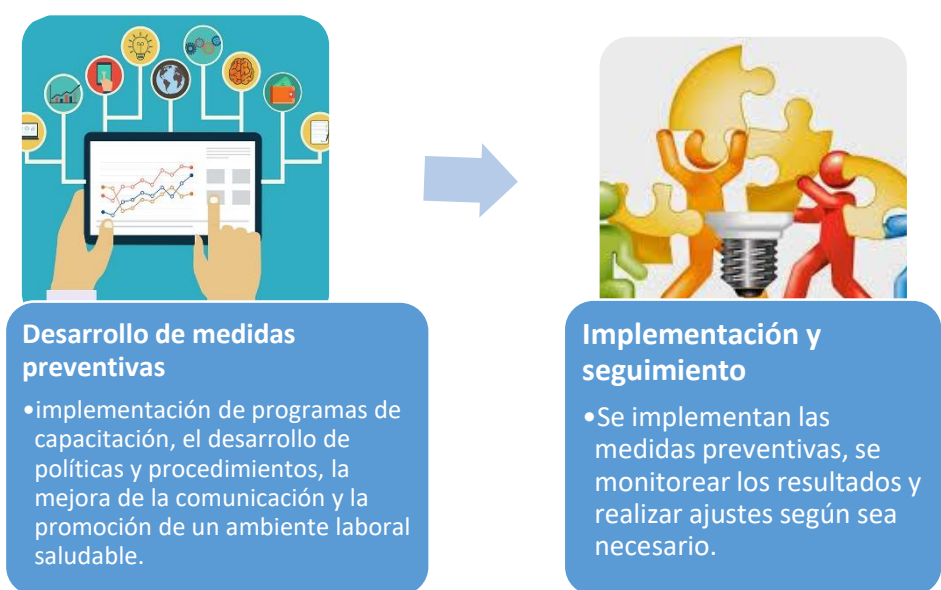 Desarrollo de medidas
preventivas
•implementación de programas de
capacitación, el desarrollo de
políticas y procedimientos, la
mejora de la comunicación y la
promoción de un ambiente laboral
saludable.
Implementación y
seguimiento
•Se implementan las
medidas preventivas, se
monitorear los resultados y
realizar ajustes según sea
necesario.